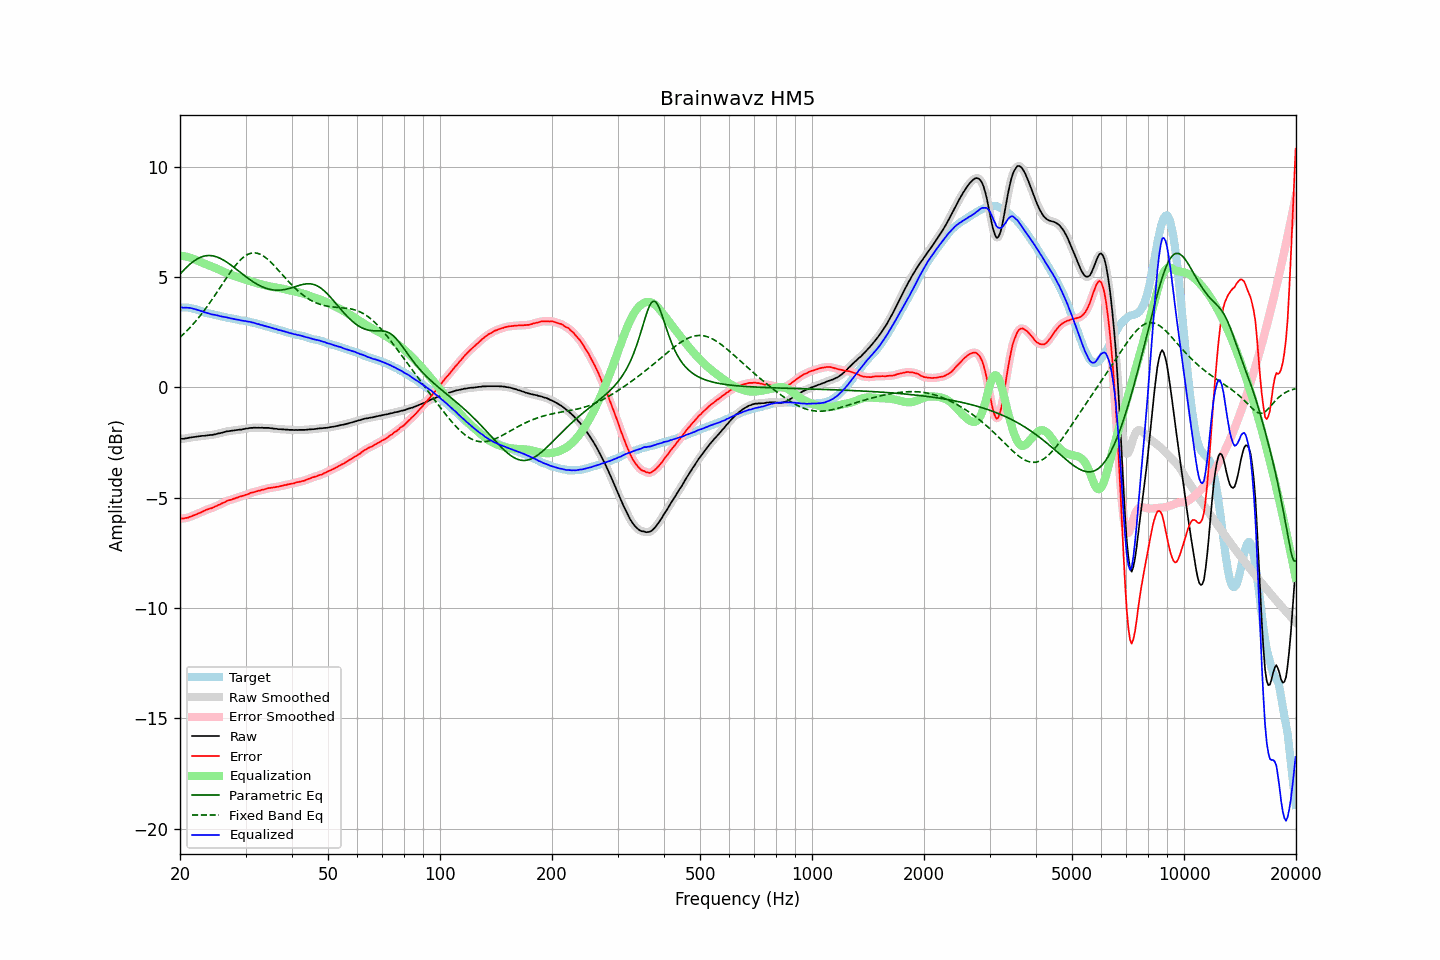 Brainwavz HM5
Amplitude (dBr)
10
5
0
−5
−10
−15
−20
Target
Raw Smoothed
Error Smoothed
Raw
Error
Equalization
Parametric Eq
Fixed Band Eq
Equalized
20 50 100 200 500 1000 2000 5000 10000 20000
Frequency (Hz)